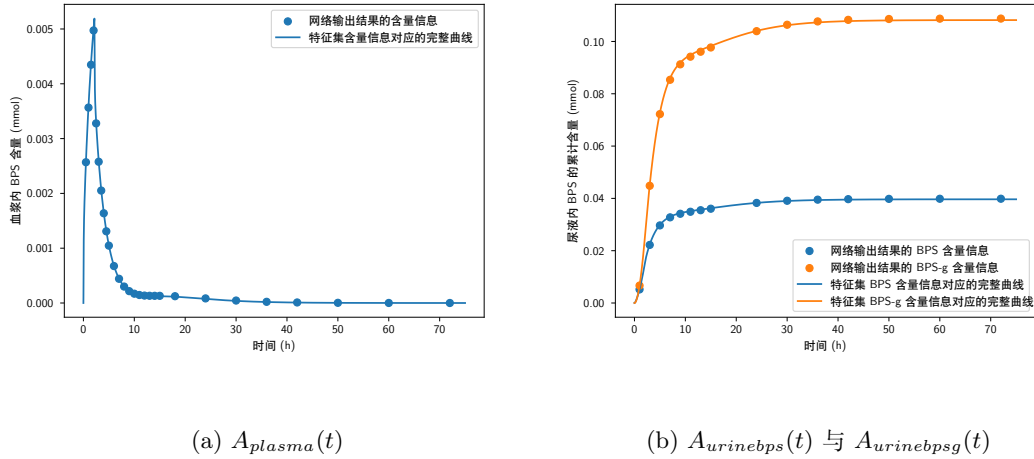 网络输出结果的含量信息
特征集含量信息对应的完整曲线
血浆内 BPS 含量 (mmol)
0.005
0.004
0.003
0.002
0.001
0.000
0 10 20 30 40 50 60 70
时间 (h)
(a) A_{plasma}(t)
尿液内 BPS 的累计含量 (mmol)
0.10
0.08
0.06
0.04
0.02
0.00
网络输出结果的 BPS 含量信息
网络输出结果的 BPS-g 含量信息
特征集 BPS 含量信息对应的完整曲线
特征集 BPS-g 含量信息对应的完整曲线
0 10 20 30 40 50 60 70
时间 (h)
(b) A_{urinebps}(t) 与 A_{urinebpsg}(t)